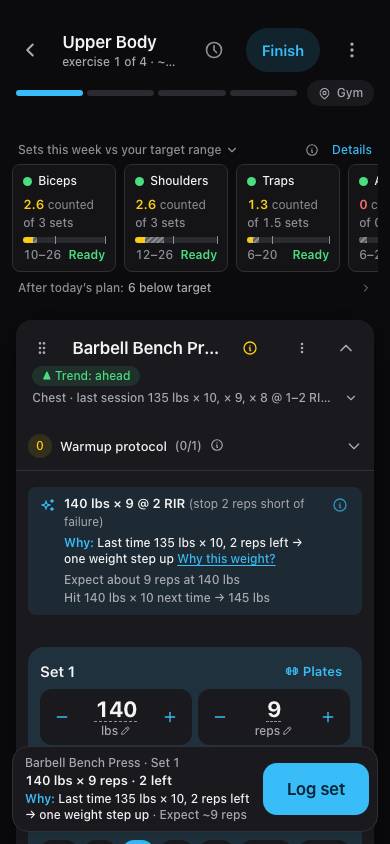 Upper Body
exercise 1 of 4 · ~...
Finish
Gym
Sets this week vs your target range
Details
Biceps
2.6 counted
of 3 sets
10–26 Ready
Shoulders
2.6 counted
of 3 sets
12–26 Ready
Traps
1.3 counted
of 1.5 sets
6–20 Ready
0
After today's plan: 6 below target
Barbell Bench Pr...
Trend: ahead
Chest · last session 135 lbs × 10, × 9, × 8 @ 1–2 RI...
0 Warmup protocol (0/1)
140 lbs × 9 @ 2 RIR (stop 2 reps short of
failure)
Why: Last time 135 lbs × 10, 2 reps left →
one weight step up Why this weight?
Expect about 9 reps at 140 lbs
Hit 140 lbs × 10 next time → 145 lbs
Set 1
Plates
− 140 +
lbs
− 9 +
reps
Barbell Bench Press · Set 1
140 lbs × 9 reps · 2 left
Why: Last time 135 lbs × 10, 2 reps left
→ one weight step up · Expect ~9 reps
Log set